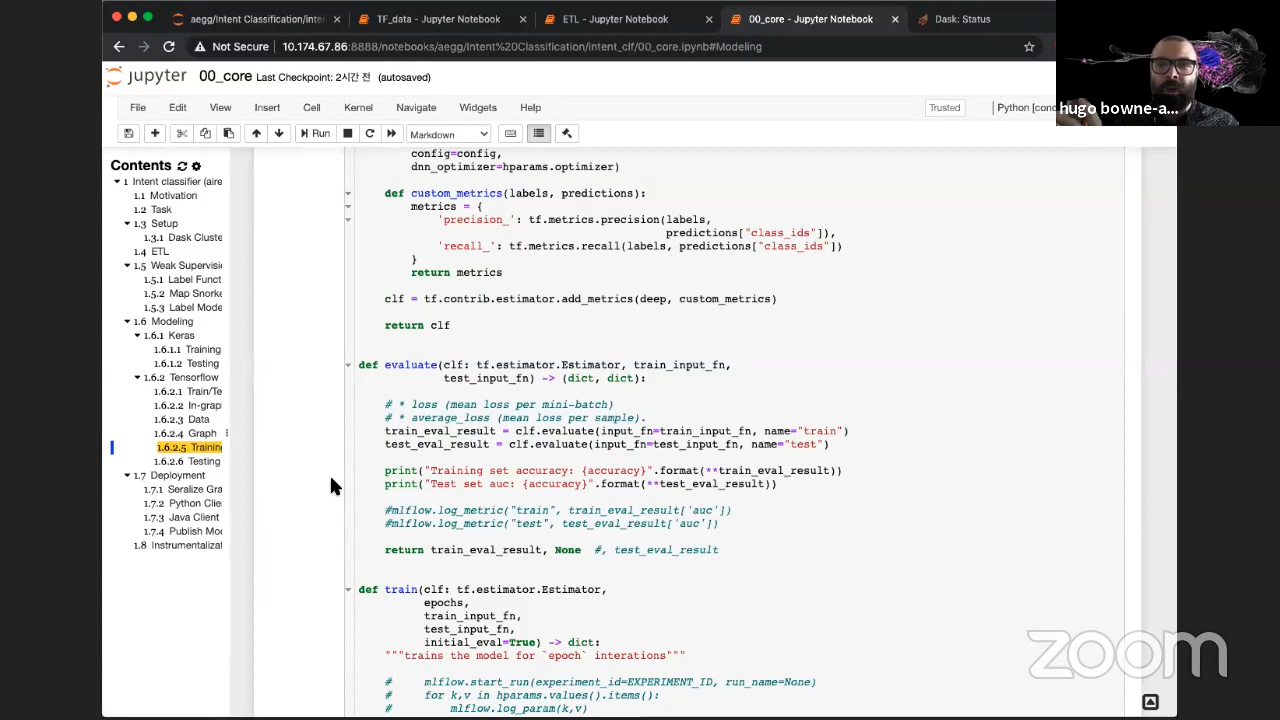 aegg/Intent Classification/inter
TF_data - Jupyter Notebook
ETL - Jupyter Notebook
00_core - Jupyter Notebook
Dask: Status
Not Secure
10.174.67.86:8888/notebooks/aegg/Intent%20Classification/intent_clf/00_core.ipynb#Modeling
hugo bowne-a...
jupyter 00_core Last Checkpoint: 2시간 전 (autosaved)
File Edit View Insert Cell Kernel Navigate Widgets Help
Trusted
Python [cond
Run
Markdown
Contents
1 Intent classifier (aire
1.1 Motivation
1.2 Task
1.3 Setup
1.3.1 Dask Cluste
1.4 ETL
1.5 Weak Supervisi
1.5.1 Label Funct
1.5.2 Map Snorke
1.5.3 Label Mode
1.6 Modeling
1.6.1 Keras
1.6.1.1 Training
1.6.1.2 Testing
1.6.2 Tensorflow
1.6.2.1 Train/Te
1.6.2.2 In-grap
1.6.2.3 Data
1.6.2.4 Graph
1.6.2.5 Training
1.6.2.6 Testing
1.7 Deployment
1.7.1 Seralize Gra
1.7.2 Python Clie
1.7.3 Java Client
1.7.4 Publish Mod
1.8 Instrumentalizat
config=config,
dnn_optimizer=hparams.optimizer)
def custom_metrics(labels, predictions):
metrics = {
'precision_': tf.metrics.precision(labels,
predictions["class_ids"]),
'recall_': tf.metrics.recall(labels, predictions["class_ids"])
}
return metrics
clf = tf.contrib.estimator.add_metrics(deep, custom_metrics)
return clf
def evaluate(clf: tf.estimator.Estimator, train_input_fn,
test_input_fn) -> (dict, dict):
# * loss (mean loss per mini-batch)
# * average_loss (mean loss per sample).
train_eval_result = clf.evaluate(input_fn=train_input_fn, name="train")
test_eval_result = clf.evaluate(input_fn=test_input_fn, name="test")
print("Training set accuracy: {accuracy}".format(**train_eval_result))
print("Test set auc: {accuracy}".format(**test_eval_result))
#mlflow.log_metric("train", train_eval_result['auc'])
#mlflow.log_metric("test", test_eval_result['auc'])
return train_eval_result, None #, test_eval_result
def train(clf: tf.estimator.Estimator,
epochs,
train_input_fn,
test_input_fn,
initial_eval=True) -> dict:
"""trains the model for `epoch` interations"""
# mlflow.start_run(experiment_id=EXPERIMENT_ID, run_name=None)
# for k,v in hparams.values().items():
# mlflow.log_param(k,v)
zoom